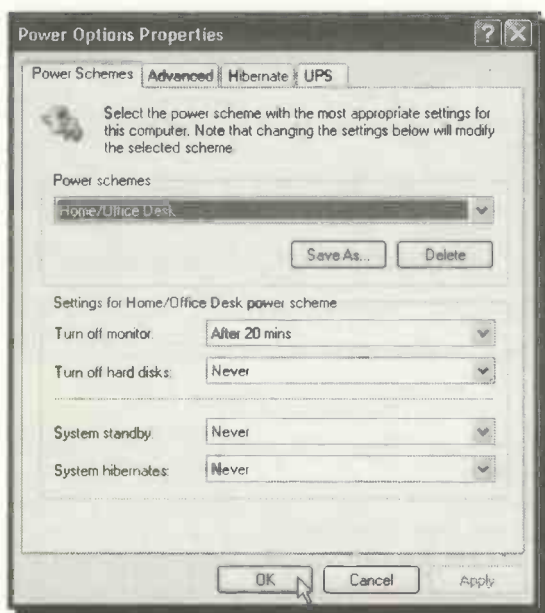 Power Options Properties
Power Schemes Advanced Hibernate UPS
Select the power scheme with the most appropriate settings for
this computer. Note that changing the settings below will modify
the selected scheme
Power schemes
Home/Office Desk
Save As... Delete
Settings for Home/Office Desk power scheme
Turn off monitor: After 20 mins
Turn off hard disks: Never
System standby: Never
System hibernates: Never
OK Cancel Apply